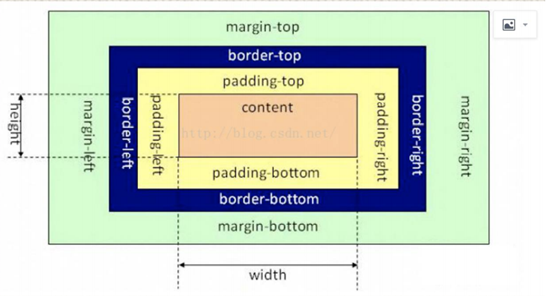 margin-top
border-top
padding-top
content
http://blog.csdn.net/
height
margin-left
border-left
padding-left
padding-right
border-right
margin-right
padding-bottom
border-bottom
margin-bottom
width